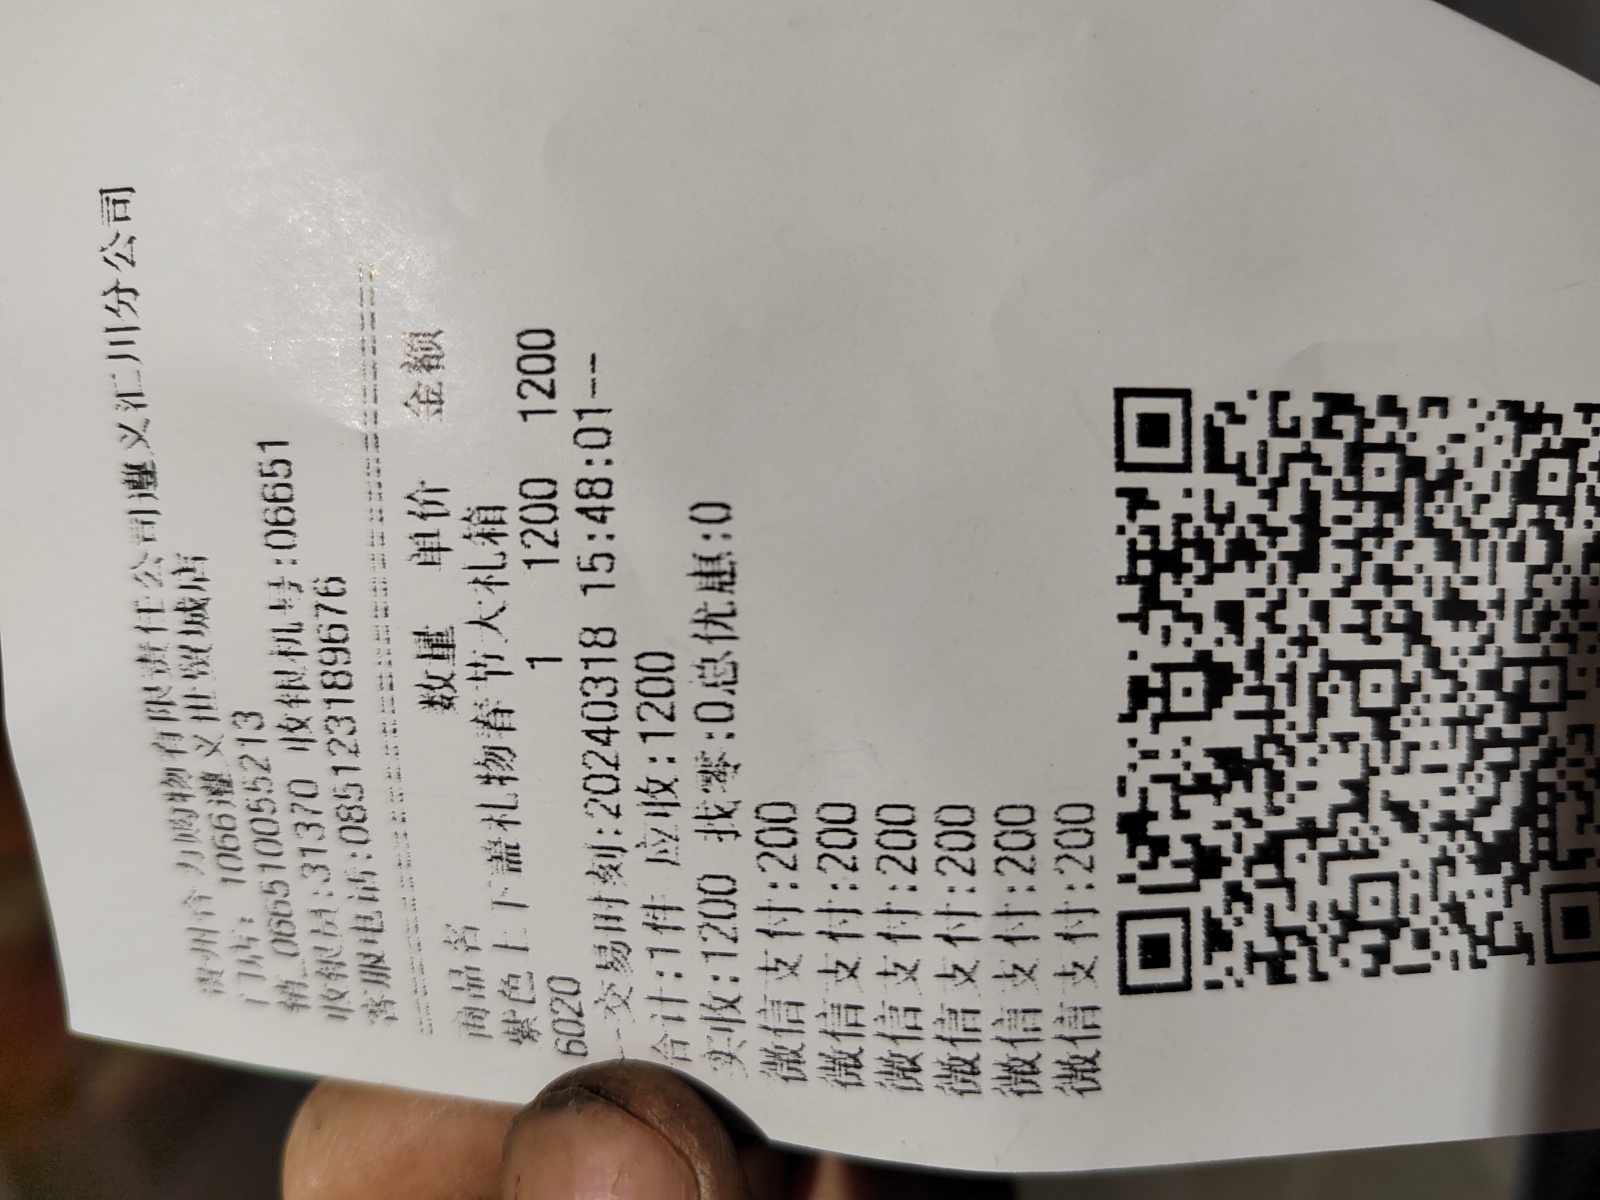 贵州合力购物有限责任公司遵义汇川分公司
门店: 1066遵义世贸城店
销_066510055213
收银员:31370 收银机号:06651
客服电话:085123189676
商品名 数量 单价 金额
紫色上下盖礼物春节大礼箱
6020 1 1200 1200
--交易时刻:20240318 15:48:01--
合计:1件 应收:1200
实收:1200 找零:0总优惠:0
微信支付:200
微信支付:200
微信支付:200
微信支付:200
微信支付:200
微信支付:200